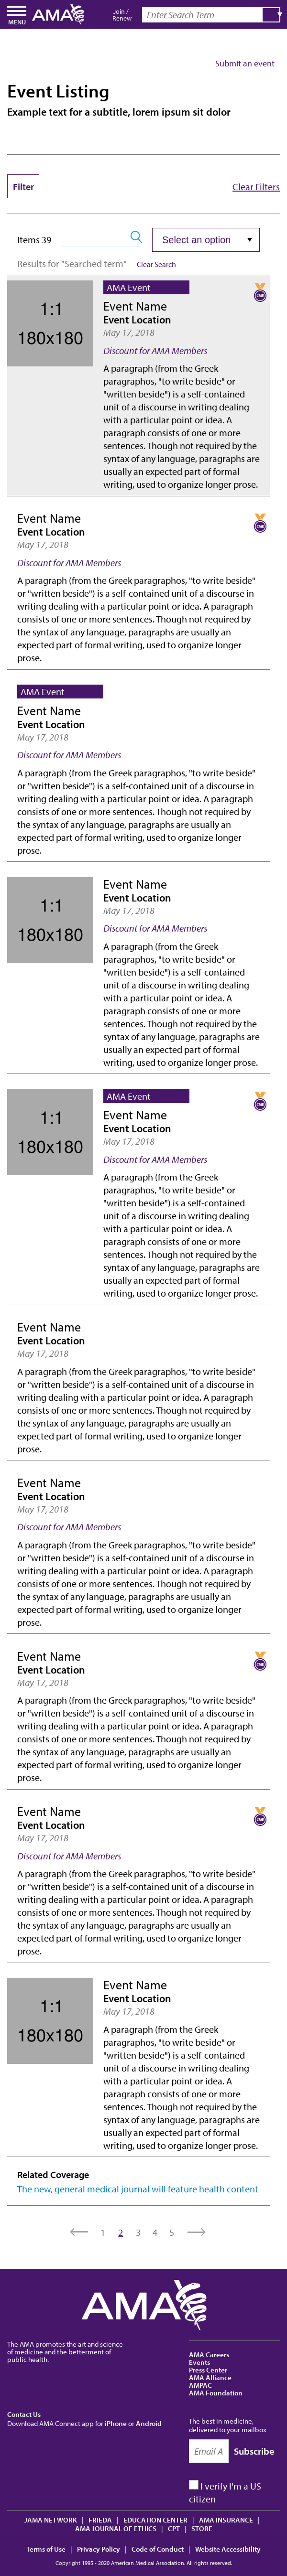 MENU
AMA
Join /
Renew
Enter Search Term
Submit an event
Event Listing
Example text for a subtitle, lorem ipsum sit dolor
Filter
Clear Filters
Items 39
Select an option
Results for "Searched term"
Clear Search
1:1
180x180
AMA Event
CMD
Event Name
Event Location
May 17, 2018
Discount for AMA Members
A paragraph (from the Greek
paragraphos, "to write beside" or
"written beside") is a self-contained
unit of a discourse in writing dealing
with a particular point or idea. A
paragraph consists of one or more
sentences. Though not required by
the syntax of any language, paragraphs are
usually an expected part of formal
writing, used to organize longer prose.
Event Name
Event Location
May 17, 2018
Discount for AMA Members
A paragraph (from the Greek paragraphos, "to write beside"
or "written beside") is a self-contained unit of a discourse in
writing dealing with a particular point or idea. A paragraph
consists of one or more sentences. Though not required by
the syntax of any language, paragraphs are usually an
expected part of formal writing, used to organize longer
prose.
AMA Event
Event Name
Event Location
May 17, 2018
Discount for AMA Members
A paragraph (from the Greek paragraphos, "to write beside"
or "written beside") is a self-contained unit of a discourse in
writing dealing with a particular point or idea. A paragraph
consists of one or more sentences. Though not required by
the syntax of any language, paragraphs are usually an
expected part of formal writing, used to organize longer
prose.
1:1
180x180
Event Name
Event Location
May 17, 2018
Discount for AMA Members
A paragraph (from the Greek
paragraphos, "to write beside" or
"written beside") is a self-contained
unit of a discourse in writing dealing
with a particular point or idea. A
paragraph consists of one or more
sentences. Though not required by the
syntax of any language, paragraphs are
usually an expected part of formal
writing, used to organize longer prose.
1:1
180x180
AMA Event
Event Name
Event Location
May 17, 2018
Discount for AMA Members
A paragraph (from the Greek
paragraphos, "to write beside" or
"written beside") is a self-contained
unit of a discourse in writing dealing
with a particular point or idea. A
paragraph consists of one or more
sentences. Though not required by the
syntax of any language, paragraphs are
usually an expected part of formal
writing, used to organize longer prose.
Event Name
Event Location
May 17, 2018
A paragraph (from the Greek paragraphos, "to write beside"
or "written beside") is a self-contained unit of a discourse in
writing dealing with a particular point or idea. A paragraph
consists of one or more sentences. Though not required by
the syntax of any language, paragraphs are usually an
expected part of formal writing, used to organize longer
prose.
Event Name
Event Location
May 17, 2018
Discount for AMA Members
A paragraph (from the Greek paragraphos, "to write beside"
or "written beside") is a self-contained unit of a discourse in
writing dealing with a particular point or idea. A paragraph
consists of one or more sentences. Though not required by
the syntax of any language, paragraphs are usually an
expected part of formal writing, used to organize longer
prose.
Event Name
Event Location
May 17, 2018
A paragraph (from the Greek paragraphos, "to write beside"
or "written beside") is a self-contained unit of a discourse in
writing dealing with a particular point or idea. A paragraph
consists of one or more sentences. Though not required by
the syntax of any language, paragraphs are usually an
expected part of formal writing, used to organize longer
prose.
Event Name
Event Location
May 17, 2018
Discount for AMA Members
A paragraph (from the Greek paragraphos, "to write beside"
or "written beside") is a self-contained unit of a discourse in
writing dealing with a particular point or idea. A paragraph
consists of one or more sentences. Though not required by
the syntax of any language, paragraphs are usually an
expected part of formal writing, used to organize longer
prose.
1:1
180x180
Event Name
Event Location
May 17, 2018
A paragraph (from the Greek
paragraphos, "to write beside" or
"written beside") is a self-contained
unit of a discourse in writing dealing
with a particular point or idea. A
paragraph consists of one or more
sentences. Though not required by the
syntax of any language, paragraphs are
usually an expected part of formal
writing, used to organize longer prose.
Related Coverage
The new, general medical journal will feature health content
1 2 3 4 5
AMA
The AMA promotes the art and science
of medicine and the betterment of
public health.
AMA Careers
Events
Press Center
AMA Alliance
AMPAC
AMA Foundation
Contact Us
Download AMA Connect app for iPhone or Android
The best in medicine,
delivered to your mailbox
Email A
Subscribe
I verify I'm a US
citizen
JAMA NETWORK | FRIEDA | EDUCATION CENTER | AMA INSURANCE |
AMA JOURNAL OF ETHICS | CPT | STORE
Terms of Use | Privacy Policy | Code of Conduct | Website Accessibility
Copyright 1995 - 2020 American Medical Association. All rights reserved.